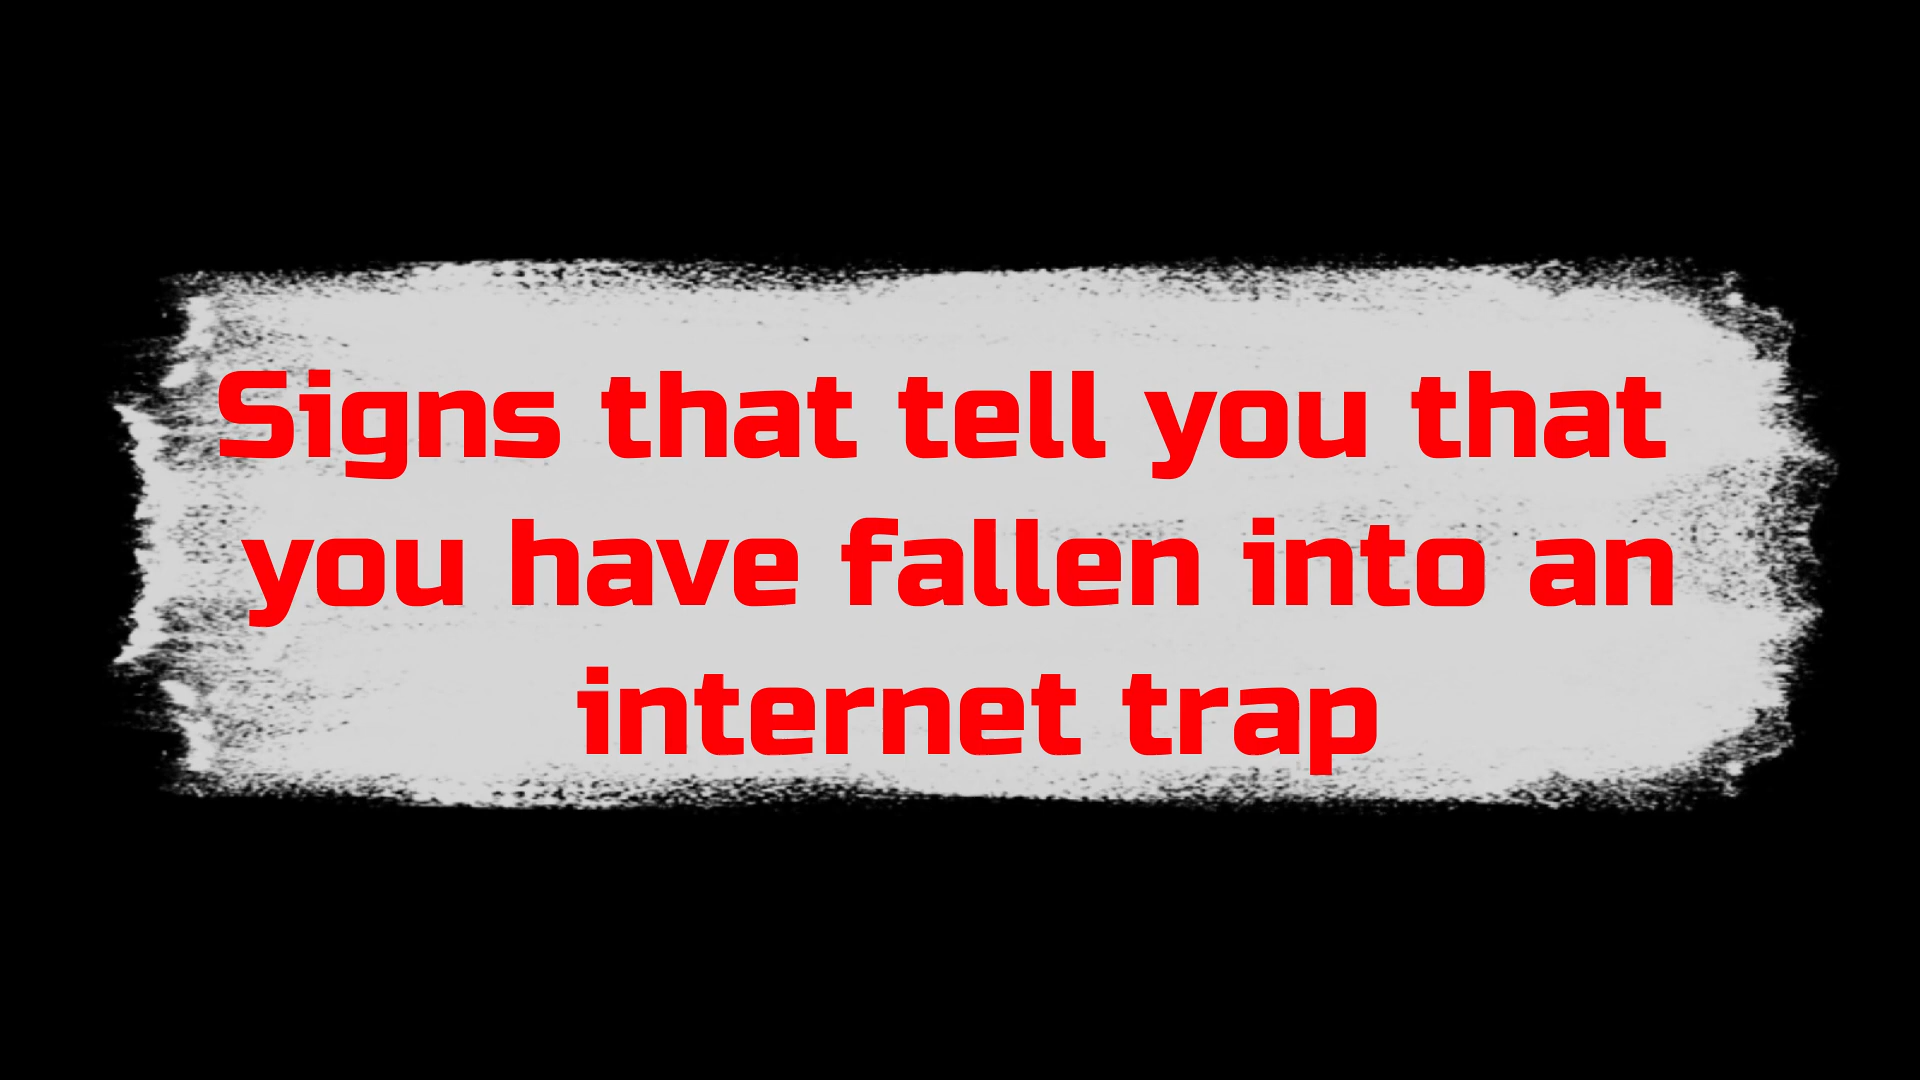 Signs that tell you that
you have fallen into an
internet trap